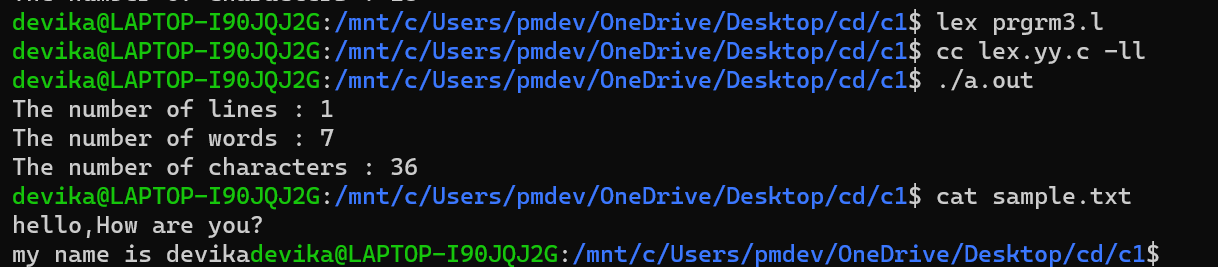 The number of characters : 
devika@LAPTOP-I90JQJ2G:/mnt/c/Users/pmdev/OneDrive/Desktop/cd/c1$ lex prgrm3.l
devika@LAPTOP-I90JQJ2G:/mnt/c/Users/pmdev/OneDrive/Desktop/cd/c1$ cc lex.yy.c -ll
devika@LAPTOP-I90JQJ2G:/mnt/c/Users/pmdev/OneDrive/Desktop/cd/c1$ ./a.out
The number of lines : 1
The number of words : 7
The number of characters : 36
devika@LAPTOP-I90JQJ2G:/mnt/c/Users/pmdev/OneDrive/Desktop/cd/c1$ cat sample.txt
hello,How are you?
my name is devikadevika@LAPTOP-I90JQJ2G:/mnt/c/Users/pmdev/OneDrive/Desktop/cd/c1$